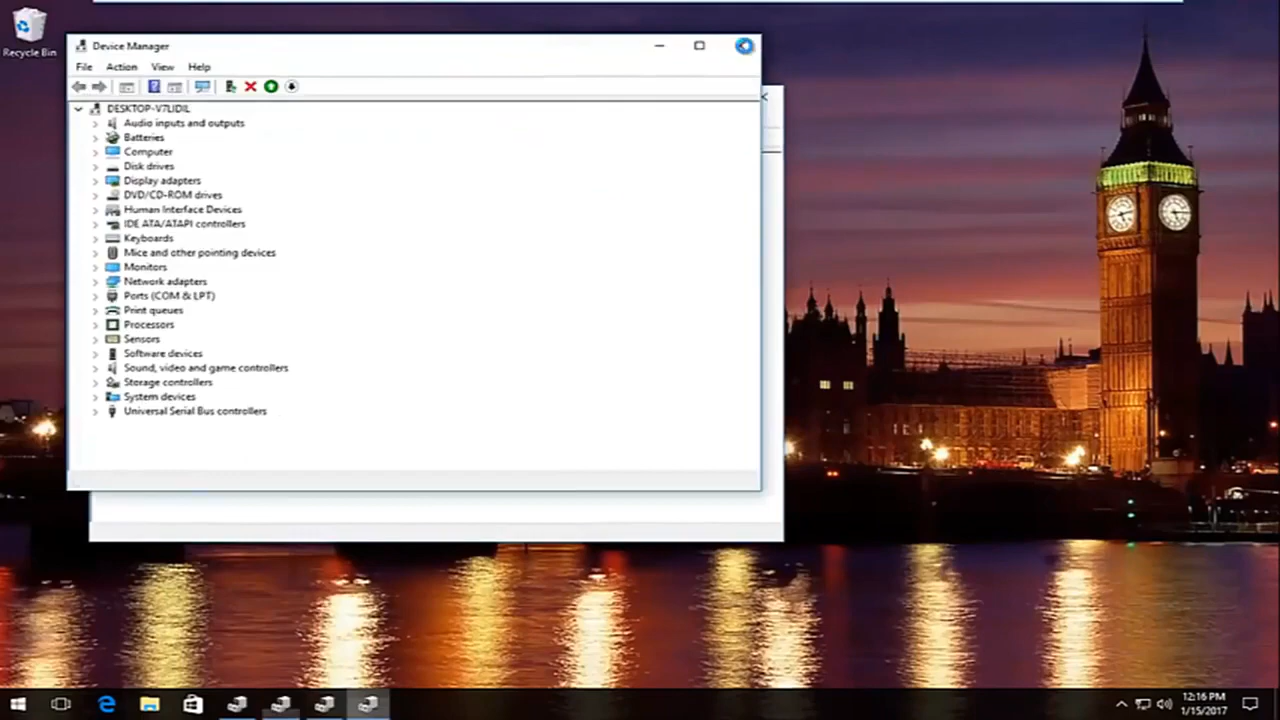 Recycle Bin
Device Manager
File Action View Help
DESKTOP-V7LIDIL
Audio inputs and outputs
Batteries
Computer
Disk drives
Display adapters
DVD/CD-ROM drives
Human Interface Devices
IDE ATA/ATAPI controllers
Keyboards
Mice and other pointing devices
Monitors
Network adapters
Ports (COM & LPT)
Print queues
Processors
Sensors
Software devices
Sound, video and game controllers
Storage controllers
System devices
Universal Serial Bus controllers
12:16 PM
1/15/2017